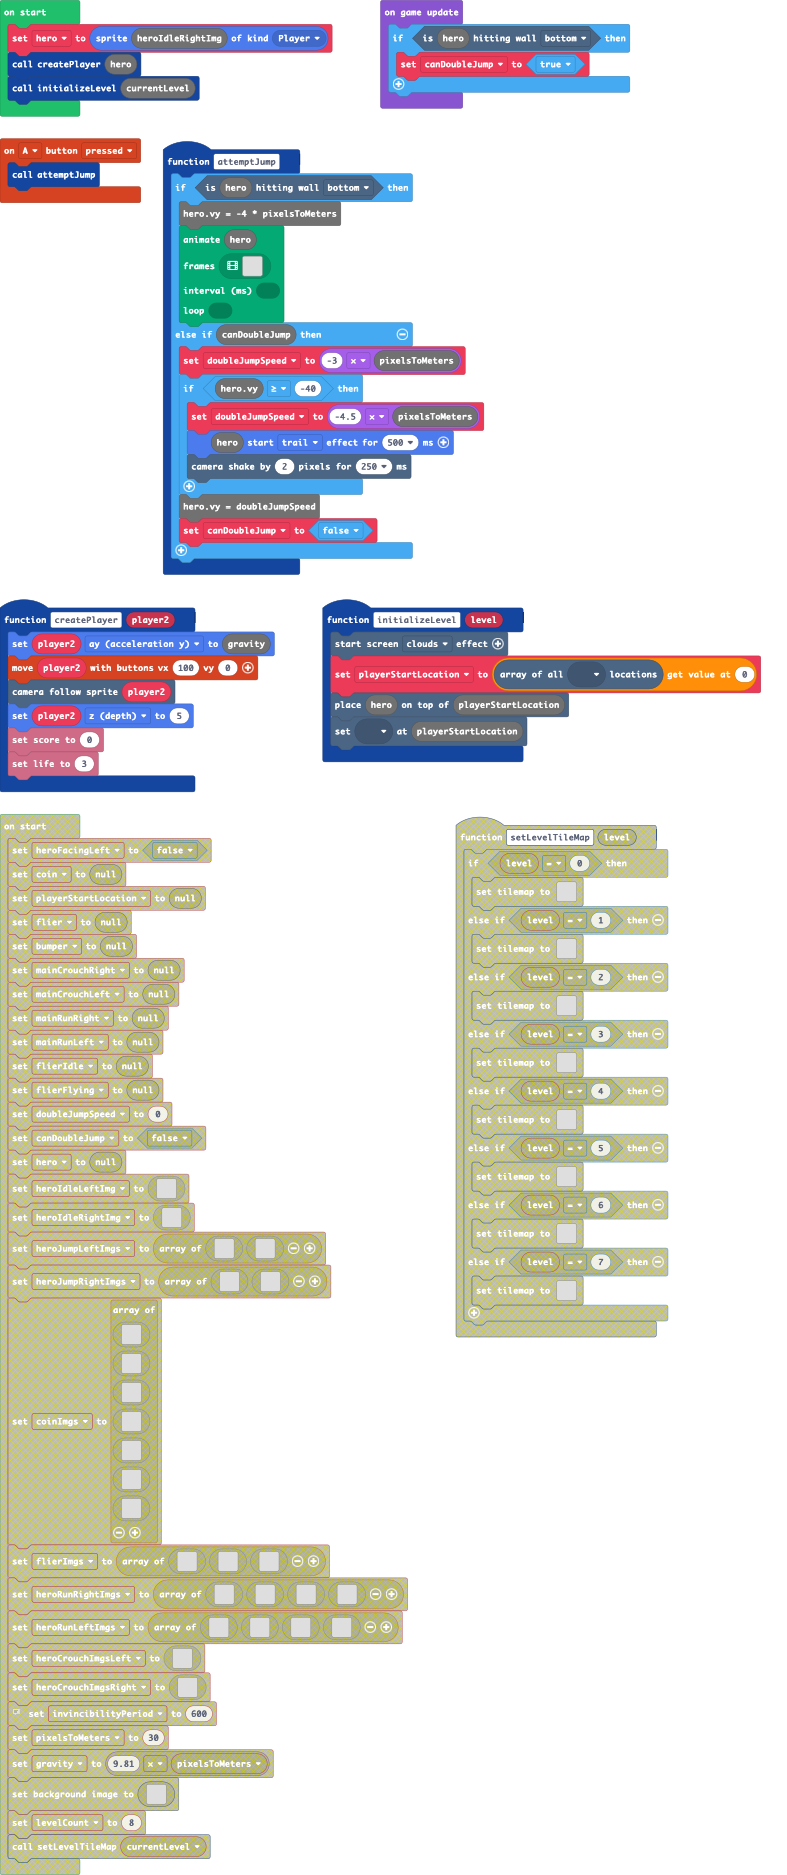 on start
set hero to sprite heroIdleRightImg of kind Player
call createPlayer hero
call initializeLevel currentLevel
on game update
if is hero hitting wall bottom then
set canDoubleJump to true
on A button pressed
call attemptJump
function attemptJump
if is hero hitting wall bottom then
hero.vy = -4 * pixelsToMeters
animate hero
frames
interval (ms)
loop
else if canDoubleJump then
set doubleJumpSpeed to -3 × pixelsToMeters
if hero.vy ≥ -40 then
set doubleJumpSpeed to -4.5 × pixelsToMeters
hero start trail effect for 500 ms
camera shake by 2 pixels for 250 ms
hero.vy = doubleJumpSpeed
set canDoubleJump to false
function createPlayer player2
set player2 ay (acceleration y) to gravity
move player2 with buttons vx 100 vy 0
camera follow sprite player2
set player2 z (depth) to 5
set score to 0
set life to 3
function initializeLevel level
start screen clouds effect
set playerStartLocation to array of all locations get value at 0
place hero on top of playerStartLocation
set at playerStartLocation
on start
set heroFacingLeft to false
set coin to null
set playerStartLocation to null
set flier to null
set bumper to null
set mainCrouchRight to null
set mainCrouchLeft to null
set mainRunRight to null
set mainRunLeft to null
set flierIdle to null
set flierFlying to null
set doubleJumpSpeed to 0
set canDoubleJump to false
set hero to null
set heroIdleLeftImg to
set heroIdleRightImg to
set heroJumpLeftImgs to array of
set heroJumpRightImgs to array of
array of
set coinImgs to
set flierImgs to array of
set heroRunRightImgs to array of
set heroRunLeftImgs to array of
set heroCrouchImgsLeft to
set heroCrouchImgsRight to
set invincibilityPeriod to 600
set pixelsToMeters to 30
set gravity to 9.81 × pixelsToMeters
set background image to
set levelCount to 8
call setLevelTileMap currentLevel
function setLevelTileMap level
if level = 0 then
set tilemap to
else if level = 1 then
set tilemap to
else if level = 2 then
set tilemap to
else if level = 3 then
set tilemap to
else if level = 4 then
set tilemap to
else if level = 5 then
set tilemap to
else if level = 6 then
set tilemap to
else if level = 7 then
set tilemap to